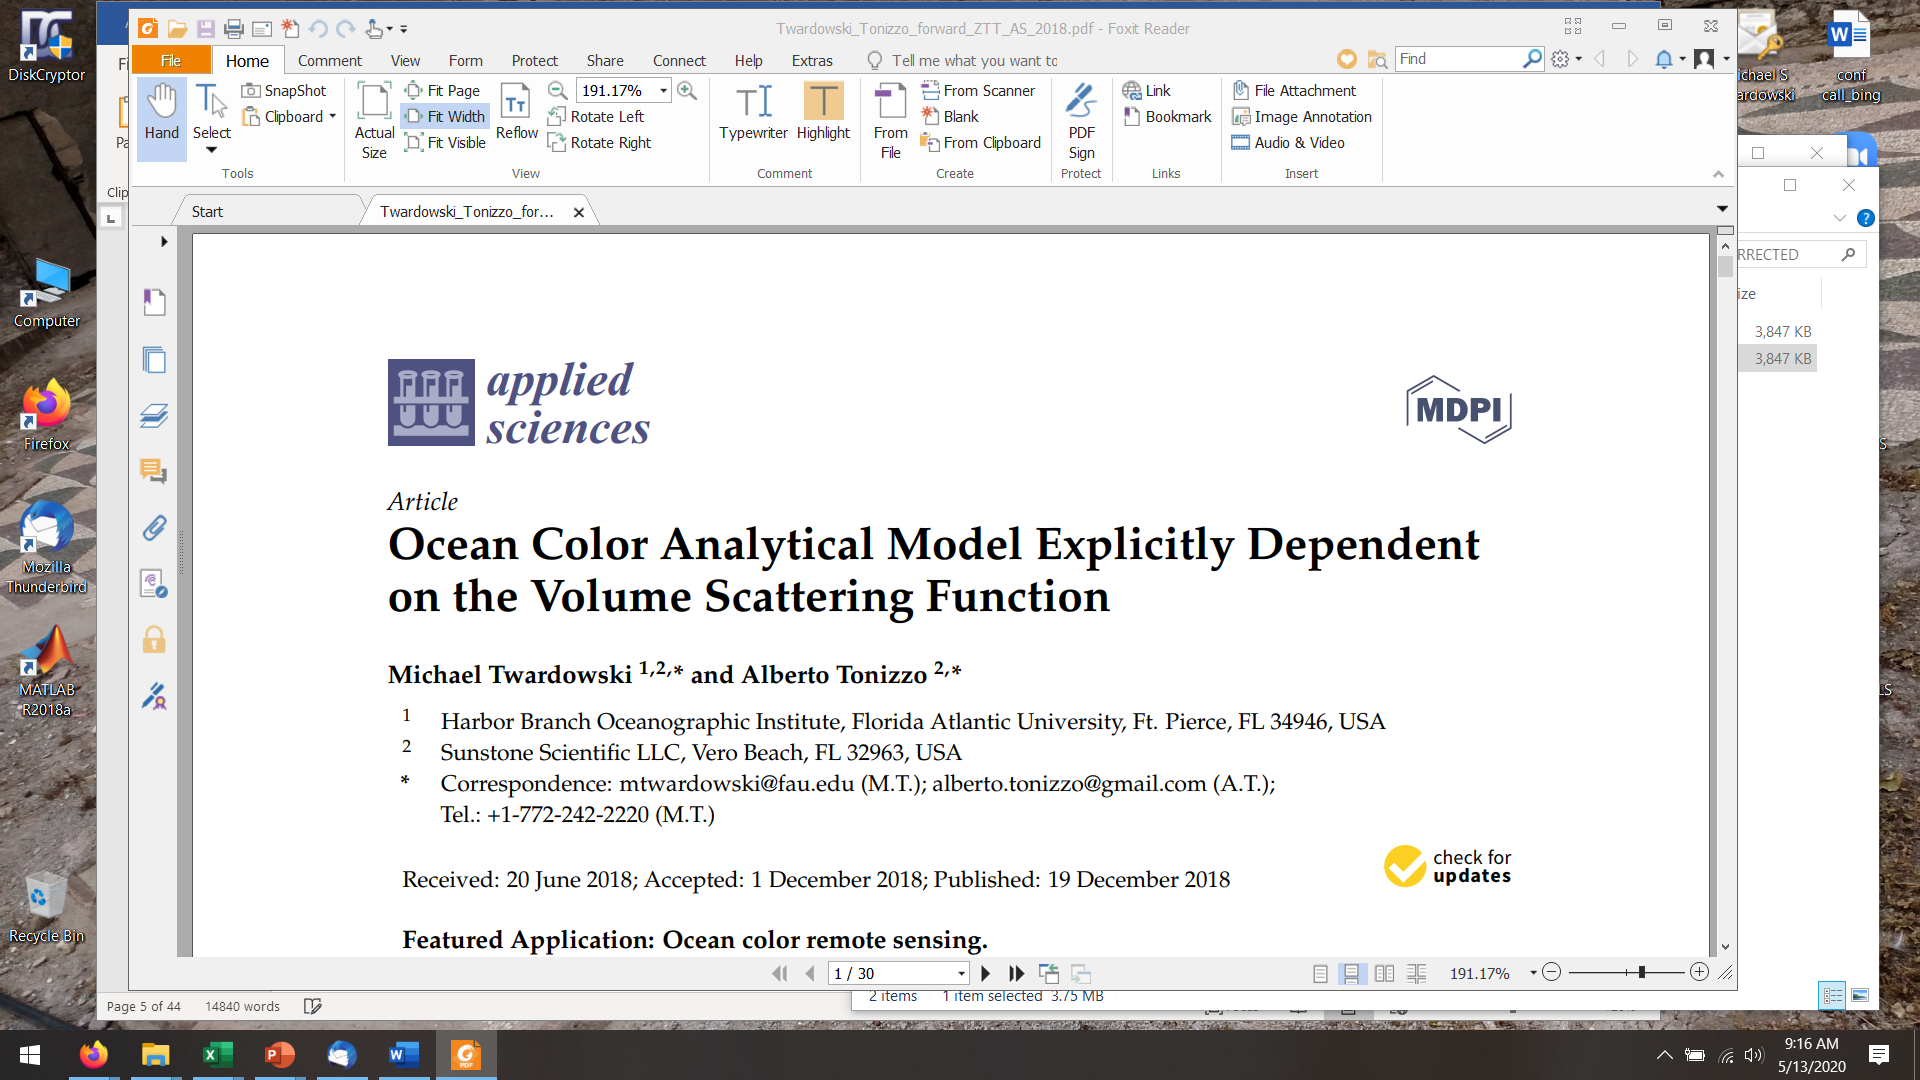 Twardowski_Tonizzo_forward_ZTT_AS_2018.pdf - Foxit Reader
File Home Comment View Form Protect Share Connect Help Extras Tell me what you want to Find
Hand
Select
SnapShot
Clipboard
Tools
Actual Size
Fit Page
Fit Width
Fit Visible
Reflow
191.17%
Rotate Left
Rotate Right
View
Typewriter
Highlight
Comment
From File
From Scanner
Blank
From Clipboard
Create
PDF Sign
Protect
Link
Bookmark
Links
File Attachment
Image Annotation
Audio & Video
Insert
Start
Twardowski_Tonizzo_for...
applied
sciences
MDPI
Article
Ocean Color Analytical Model Explicitly Dependent
on the Volume Scattering Function
Michael Twardowski 1,2,* and Alberto Tonizzo 2,*
1 Harbor Branch Oceanographic Institute, Florida Atlantic University, Ft. Pierce, FL 34946, USA
2 Sunstone Scientific LLC, Vero Beach, FL 32963, USA
* Correspondence: mtwardowski@fau.edu (M.T.); alberto.tonizzo@gmail.com (A.T.);
Tel.: +1-772-242-2220 (M.T.)
check for
updates
Received: 20 June 2018; Accepted: 1 December 2018; Published: 19 December 2018
Featured Application: Ocean color remote sensing.
1 / 30
191.17%
Page 5 of 44 14840 words
2 items 1 item selected 3.75 MB
DiskCryptor
Computer
Firefox
Mozilla
Thunderbird
MATLAB
R2018a
Recycle Bin
Clip
ichael S
ardowski
conf
call_bing
RRECTED
ize
3,847 KB
3,847 KB
9:16 AM
5/13/2020